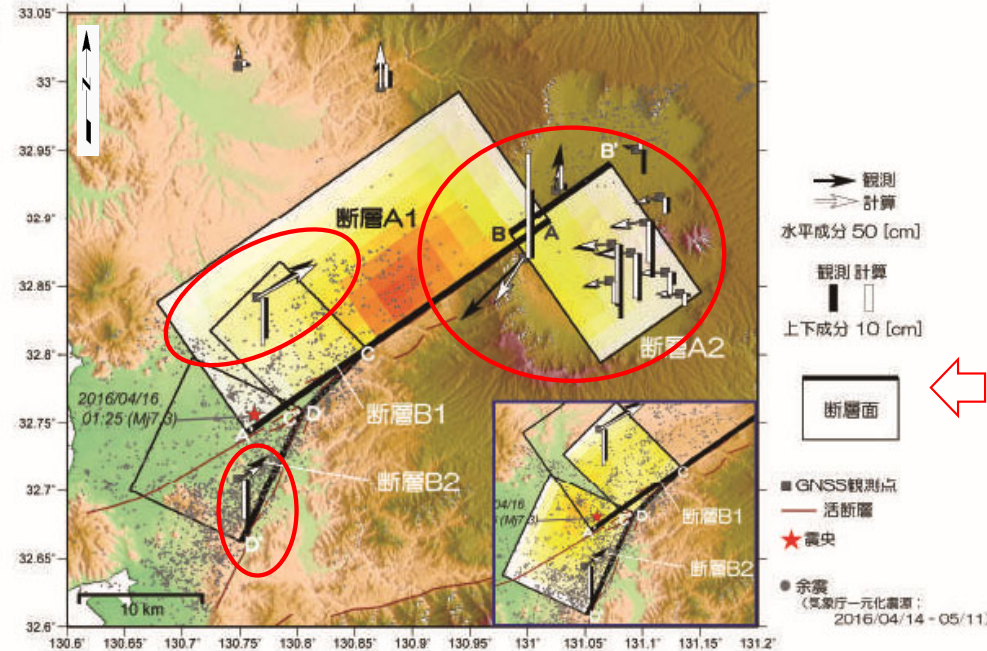 33.05°
33°
32.95°
32.9°
32.85°
32.8°
32.75°
32.7°
32.65°
32.6°
N
断層A1
B'
B
A
断層A2
C
2016/04/16
01:25 (Mj7.3)
A'
C'
D
断層B1
断層B2
D'
10 km
04/16
(Mj7.3)
C
D
断層B1
断層B2
130.6°
130.65°
130.7°
130.75°
130.8°
130.85°
130.9°
130.95°
131°
131.05°
131.1°
131.15°
131.2°
観測
計算
水平成分 50 [cm]
観測 計算
上下成分 10 [cm]
断層面
GNSS観測点
活断層
震央
余震
(気象庁一元化震源:
2016/04/14 - 05/11)